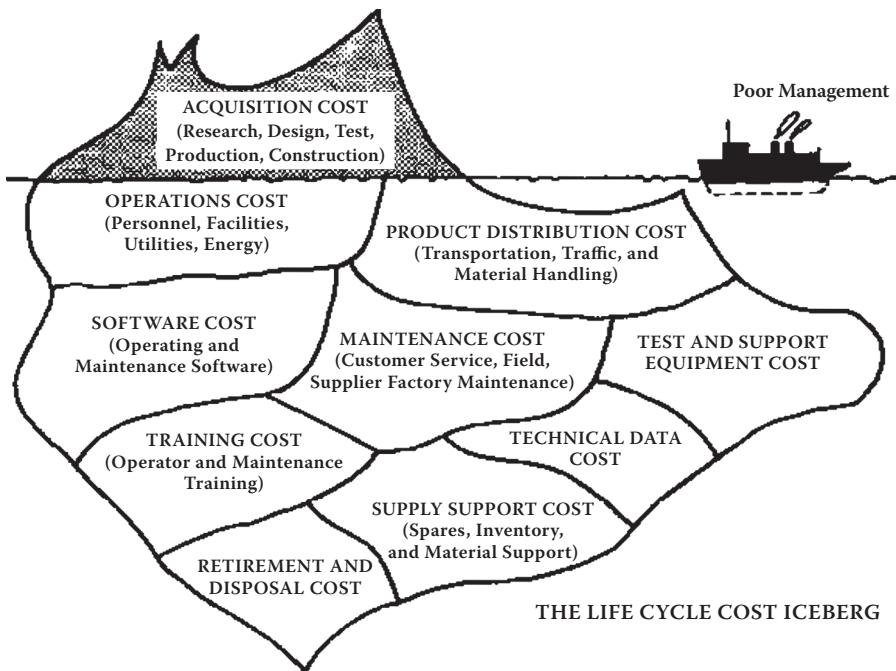 Poor Management
ACQUISITION COST
(Research, Design, Test,
Production, Construction)
OPERATIONS COST
(Personnel, Facilities,
Utilities, Energy)
PRODUCT DISTRIBUTION COST
(Transportation, Traffic, and
Material Handling)
SOFTWARE COST
(Operating and
Maintenance Software)
MAINTENANCE COST
(Customer Service, Field,
Supplier Factory Maintenance)
TEST AND SUPPORT
EQUIPMENT COST
TRAINING COST
(Operator and Maintenance
Training)
TECHNICAL DATA
COST
SUPPLY SUPPORT COST
(Spares, Inventory,
and Material Support)
RETIREMENT AND
DISPOSAL COST
THE LIFE CYCLE COST ICEBERG